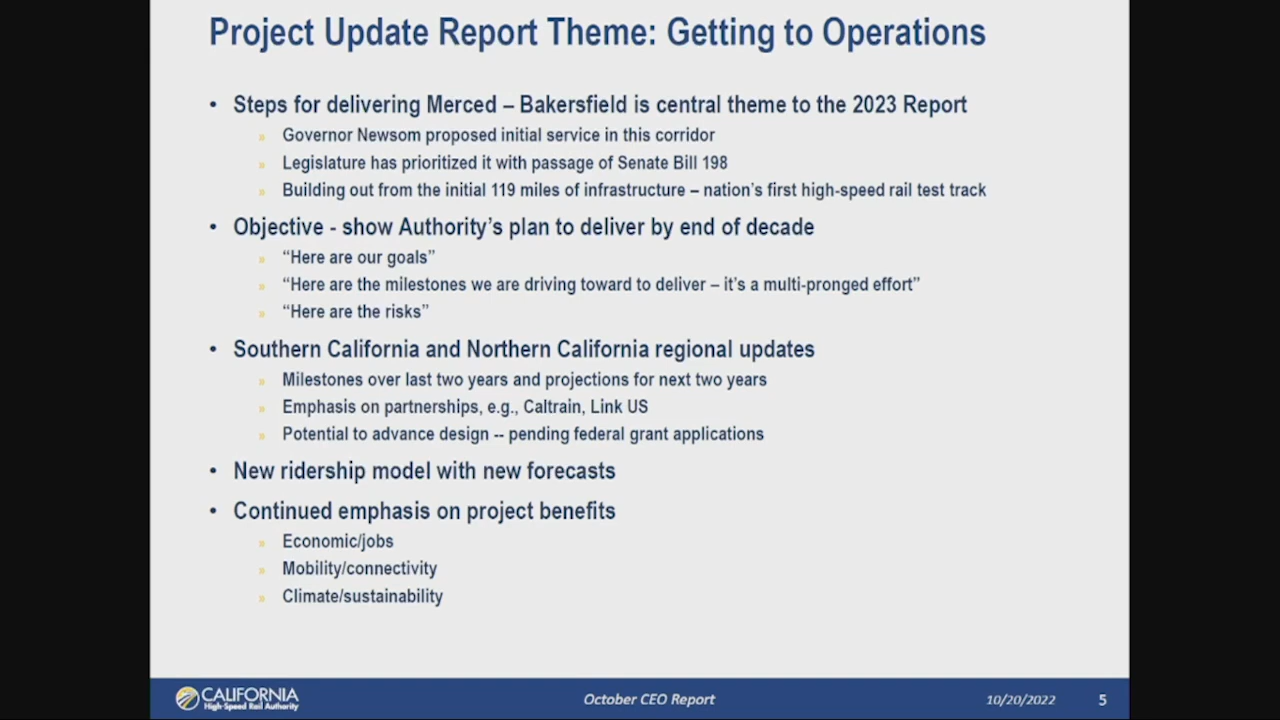 Project Update Report Theme: Getting to Operations
• Steps for delivering Merced – Bakersfield is central theme to the 2023 Report
» Governor Newsom proposed initial service in this corridor
» Legislature has prioritized it with passage of Senate Bill 198
» Building out from the initial 119 miles of infrastructure – nation’s first high-speed rail test track
• Objective - show Authority’s plan to deliver by end of decade
» “Here are our goals”
» “Here are the milestones we are driving toward to deliver – it’s a multi-pronged effort”
» “Here are the risks”
• Southern California and Northern California regional updates
» Milestones over last two years and projections for next two years
» Emphasis on partnerships, e.g., Caltrain, Link US
» Potential to advance design -- pending federal grant applications
• New ridership model with new forecasts
• Continued emphasis on project benefits
» Economic/jobs
» Mobility/connectivity
» Climate/sustainability
CALIFORNIA
High-Speed Rail Authority
October CEO Report
10/20/2022
5